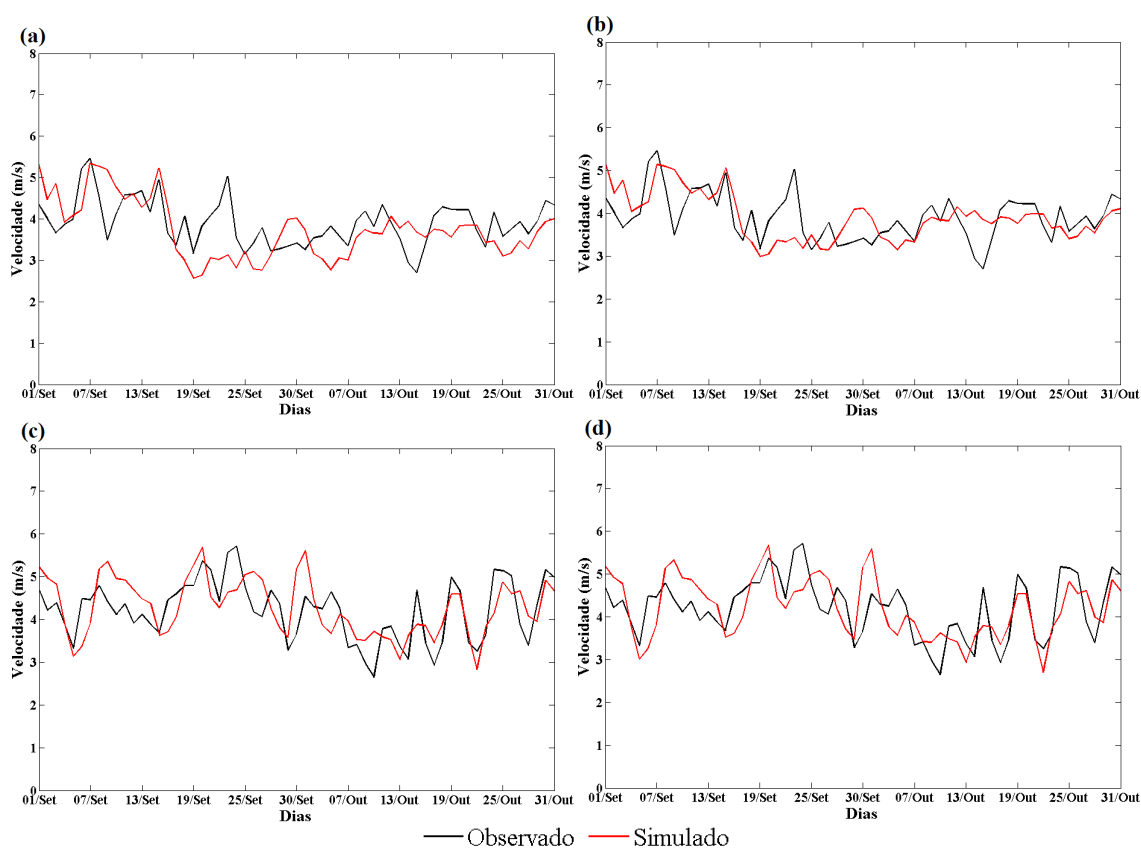 (a)
(b)
8
7
6
5
4
3
2
1
0
Velocidade (m/s)
01/Set 07/Set 13/Set 19/Set 25/Set 30/Set 07/Out 13/Out 19/Out 25/Out 31/Out
Dias
8
7
6
5
4
3
2
1
0
Velocidade (m/s)
01/Set 07/Set 13/Set 19/Set 25/Set 30/Set 07/Out 13/Out 19/Out 25/Out 31/Out
Dias
(c)
(d)
8
7
6
5
4
3
2
1
0
Velocidade (m/s)
01/Set 07/Set 13/Set 19/Set 25/Set 30/Set 07/Out 13/Out 19/Out 25/Out 31/Out
Dias
8
7
6
5
4
3
2
1
0
Velocidade (m/s)
01/Set 07/Set 13/Set 19/Set 25/Set 30/Set 07/Out 13/Out 19/Out 25/Out 31/Out
Dias
Observado Simulado